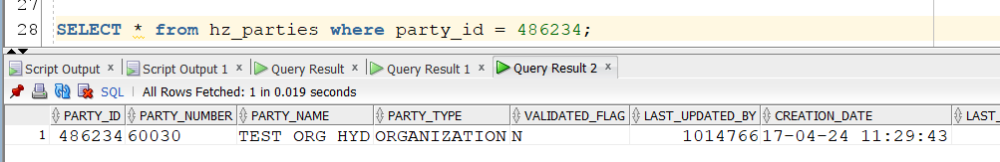 27
28 SELECT * from hz_parties where party_id = 486234;
Script Output x Script Output 1 x Query Result x Query Result 1 x Query Result 2 x
SQL | All Rows Fetched: 1 in 0.019 seconds
PARTY_ID PARTY_NUMBER PARTY_NAME PARTY_TYPE VALIDATED_FLAG LAST_UPDATED_BY CREATION_DATE LAST_
1 486234 60030 TEST ORG HYD ORGANIZATION N 1014766 17-04-24 11:29:43